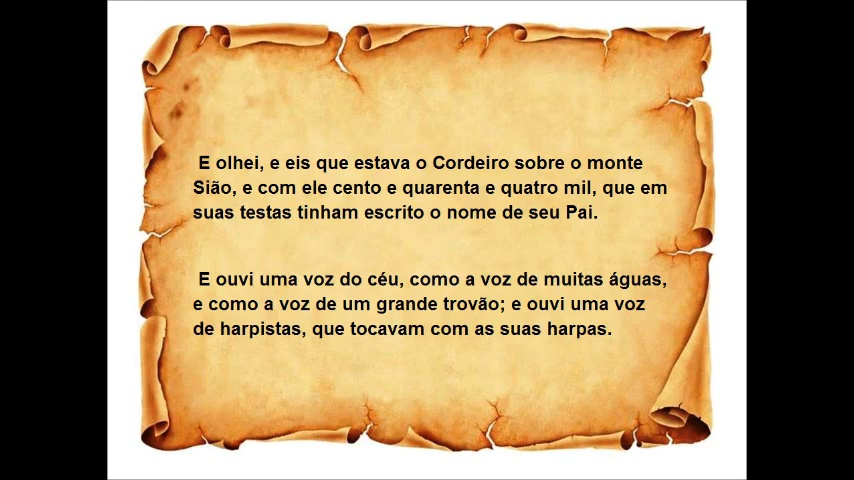 E olhei, e eis que estava o Cordeiro sobre o monte
Sião, e com ele cento e quarenta e quatro mil, que em
suas testas tinham escrito o nome de seu Pai.
E ouvi uma voz do céu, como a voz de muitas águas,
e como a voz de um grande trovão; e ouvi uma voz
de harpistas, que tocavam com as suas harpas.